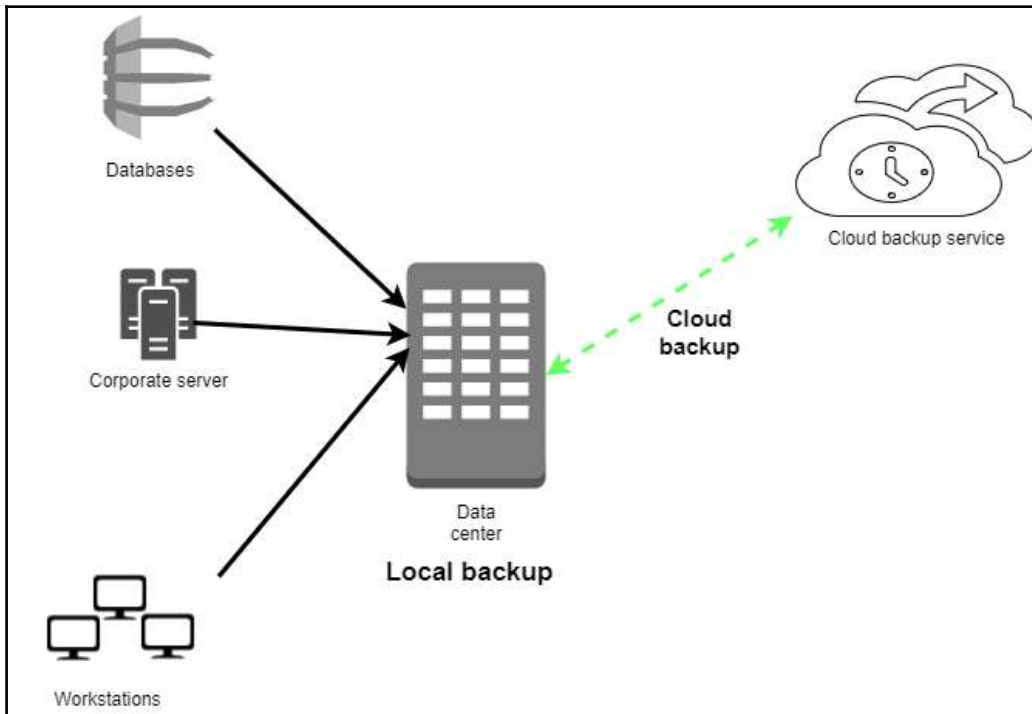 Databases
Cloud backup service
Cloud
backup
Corporate server
Data
center
Local backup
Workstations